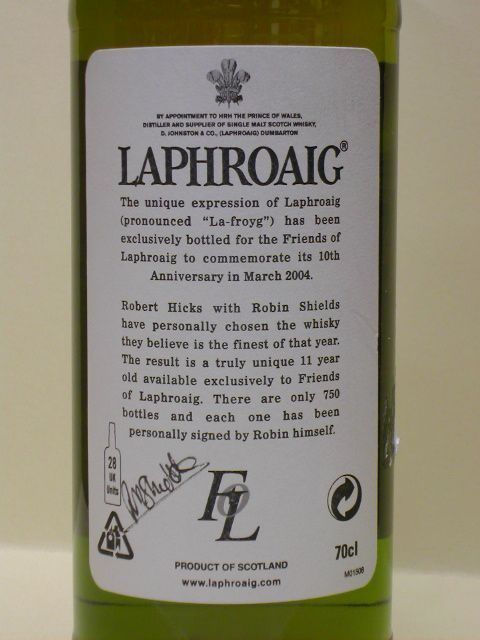 BY APPOINTMENT TO HRH THE PRINCE OF WALES,
DISTILLER AND SUPPLIER OF SINGLE MALT SCOTCH WHISKY,
D. JOHNSTON & CO., (LAPHROAIG) DUMBARTON
LAPHROAIG®
The unique expression of Laphroaig
(pronounced "La-froyg") has been
exclusively bottled for the Friends of
Laphroaig to commemorate its 10th
Anniversary in March 2004.
Robert Hicks with Robin Shields
have personally chosen the whisky
they believe is the finest of that year.
The result is a truly unique 11 year
old available exclusively to Friends
of Laphroaig. There are only 750
bottles and each one has been
personally signed by Robin himself.
28
UK
Units
FoL
70cl
PRODUCT OF SCOTLAND
www.laphroaig.com